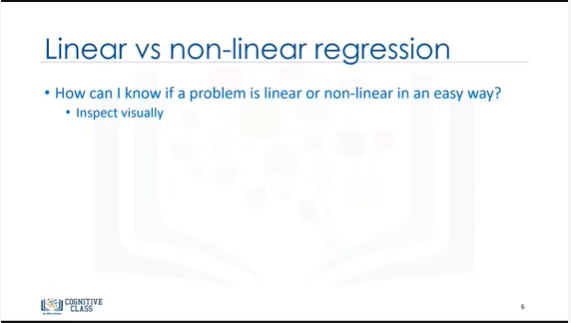 Linear vs non-linear regression
• How can I know if a problem is linear or non-linear in an easy way?
• Inspect visually
COGNITIVE
CLASS
6